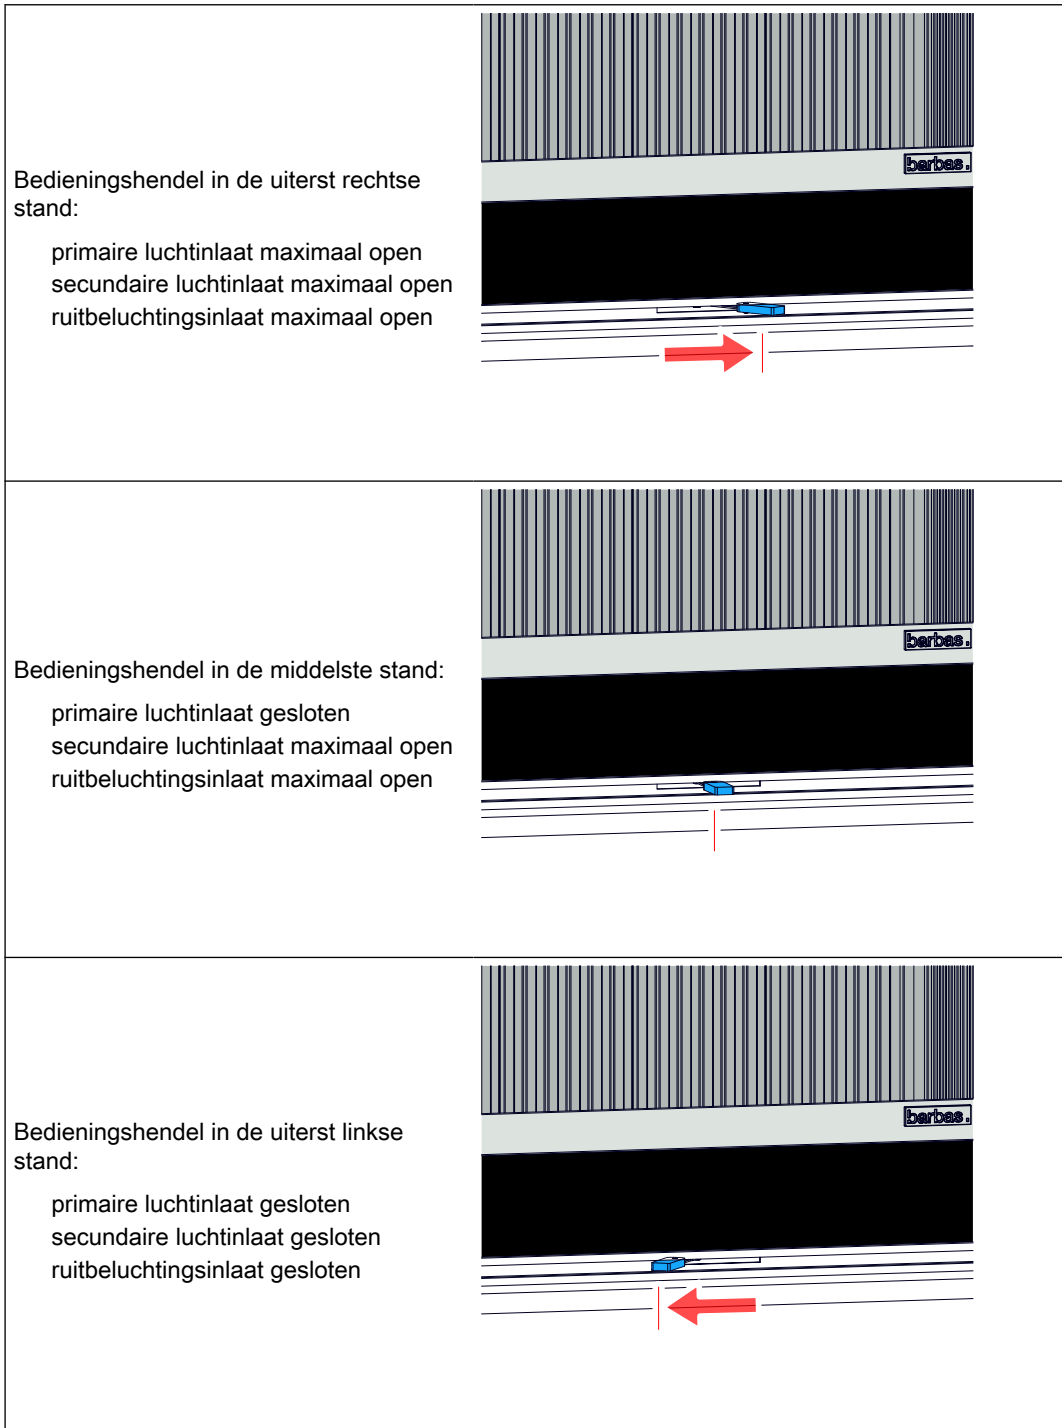 Bedieningshendel in de uiterst rechtse
stand:
primaire luchtinlaat maximaal open
secundaire luchtinlaat maximaal open
ruitbeluchtingsinlaat maximaal open
barbas.
Bedieningshendel in de middelste stand:
primaire luchtinlaat gesloten
secundaire luchtinlaat maximaal open
ruitbeluchtingsinlaat maximaal open
barbas.
Bedieningshendel in de uiterst linkse
stand:
primaire luchtinlaat gesloten
secundaire luchtinlaat gesloten
ruitbeluchtingsinlaat gesloten
barbas.